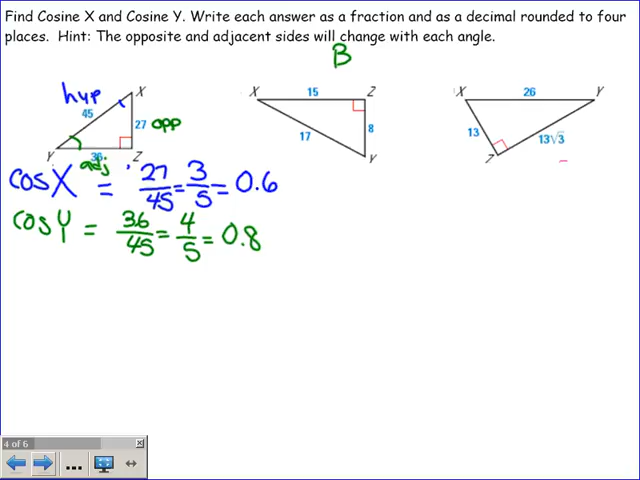 Find Cosine X and Cosine Y. Write each answer as a fraction and as a decimal rounded to four
places. Hint: The opposite and adjacent sides will change with each angle.
B
hyp
X
45
27 opp
Y
36
Z
adj
X
15
Z
8
17
Y
X
26
Y
13
13√3
Z
cos X = 27/45 = 3/5 = 0.6
cos Y = 36/45 = 4/5 = 0.8
4 of 6